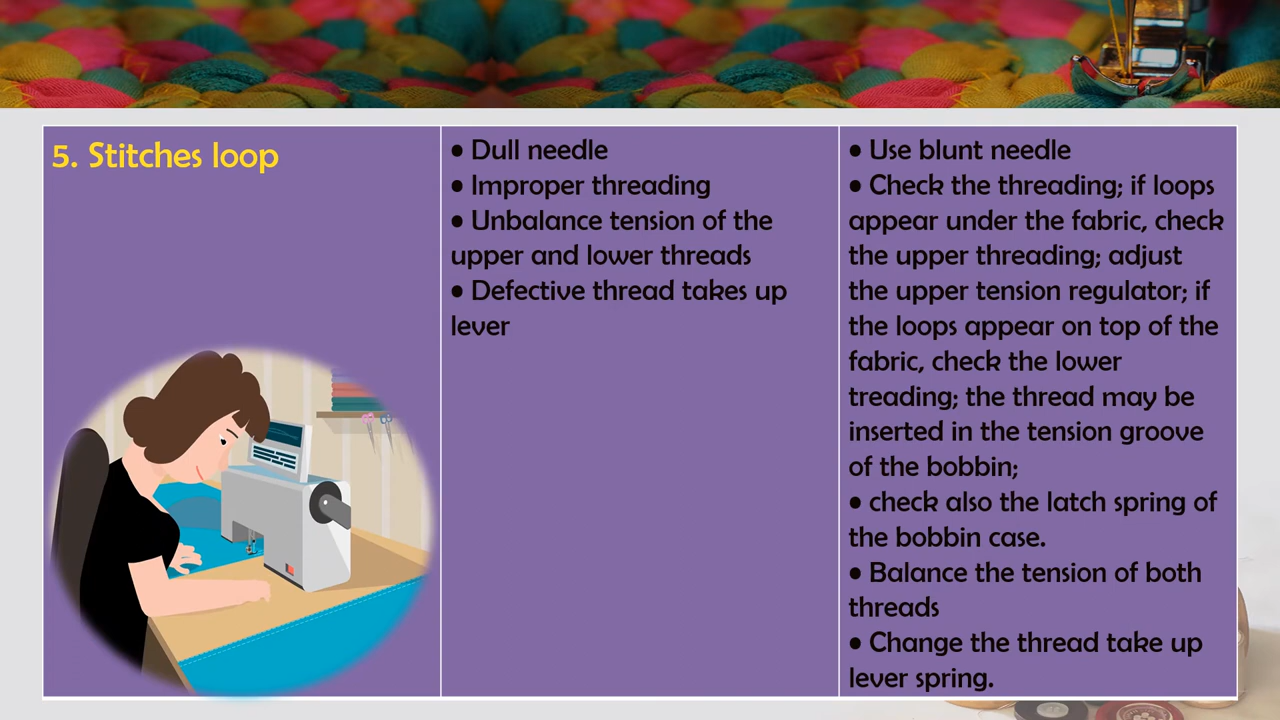 5. Stitches loop
• Dull needle
• Improper threading
• Unbalance tension of the
upper and lower threads
• Defective thread takes up
lever
• Use blunt needle
• Check the threading; if loops
appear under the fabric, check
the upper threading; adjust
the upper tension regulator; if
the loops appear on top of the
fabric, check the lower
treading; the thread may be
inserted in the tension groove
of the bobbin;
• check also the latch spring of
the bobbin case.
• Balance the tension of both
threads
• Change the thread take up
lever spring.